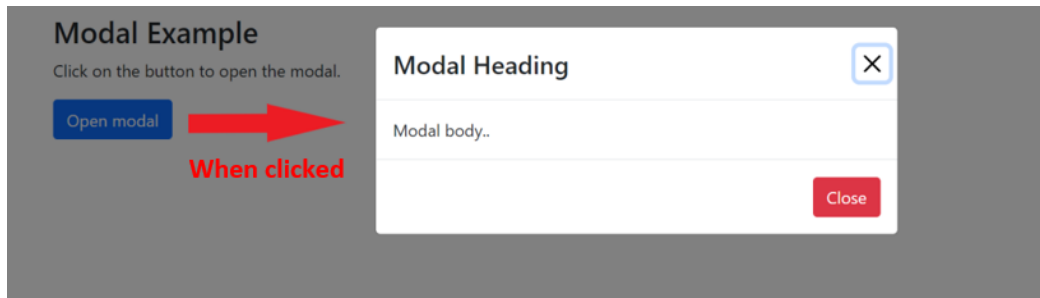 Modal Example
Click on the button to open the modal.
Open modal
When clicked
Modal Heading
Modal body..
Close